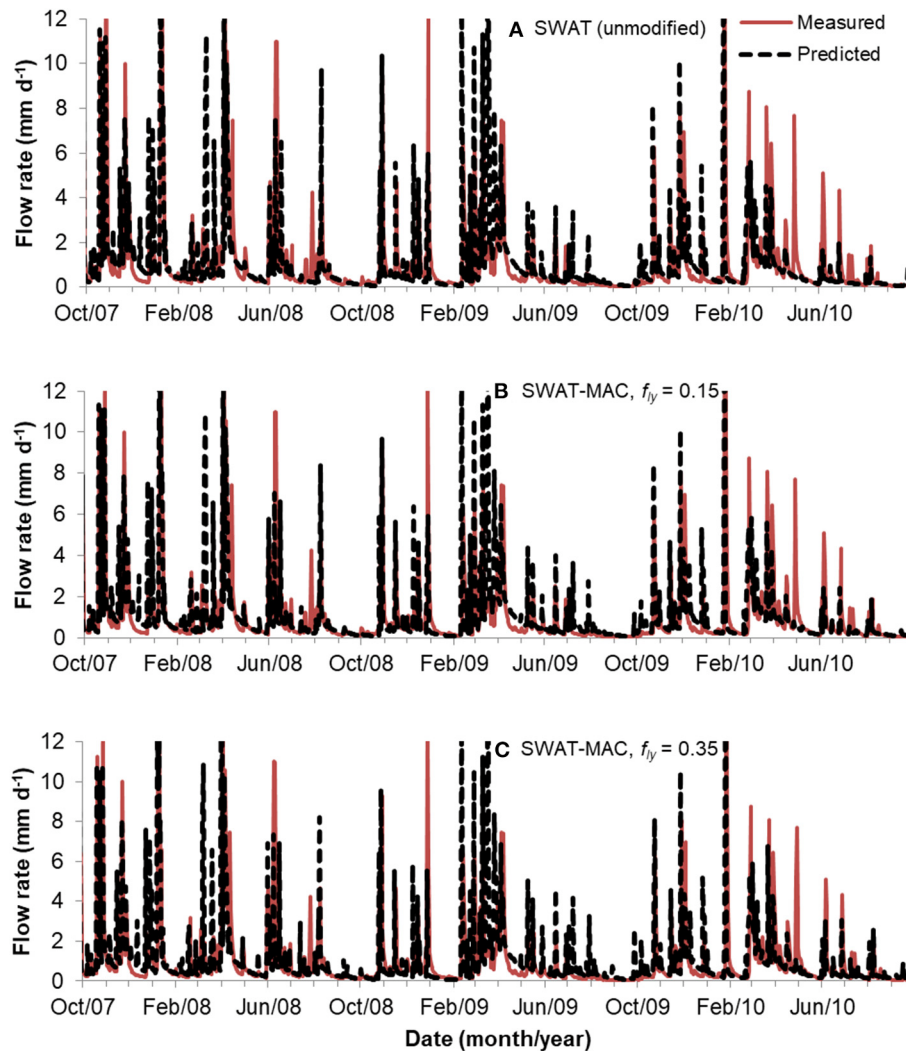 A SWAT (unmodified)
Measured
Predicted
Flow rate (mm d-1)
12
10
8
6
4
2
0
Oct/07 Feb/08 Jun/08 Oct/08 Feb/09 Jun/09 Oct/09 Feb/10 Jun/10
B SWAT-MAC, fly = 0.15
Flow rate (mm d-1)
12
10
8
6
4
2
0
Oct/07 Feb/08 Jun/08 Oct/08 Feb/09 Jun/09 Oct/09 Feb/10 Jun/10
C SWAT-MAC, fly = 0.35
Flow rate (mm d-1)
12
10
8
6
4
2
0
Oct/07 Feb/08 Jun/08 Oct/08 Feb/09 Jun/09 Oct/09 Feb/10 Jun/10
Date (month/year)